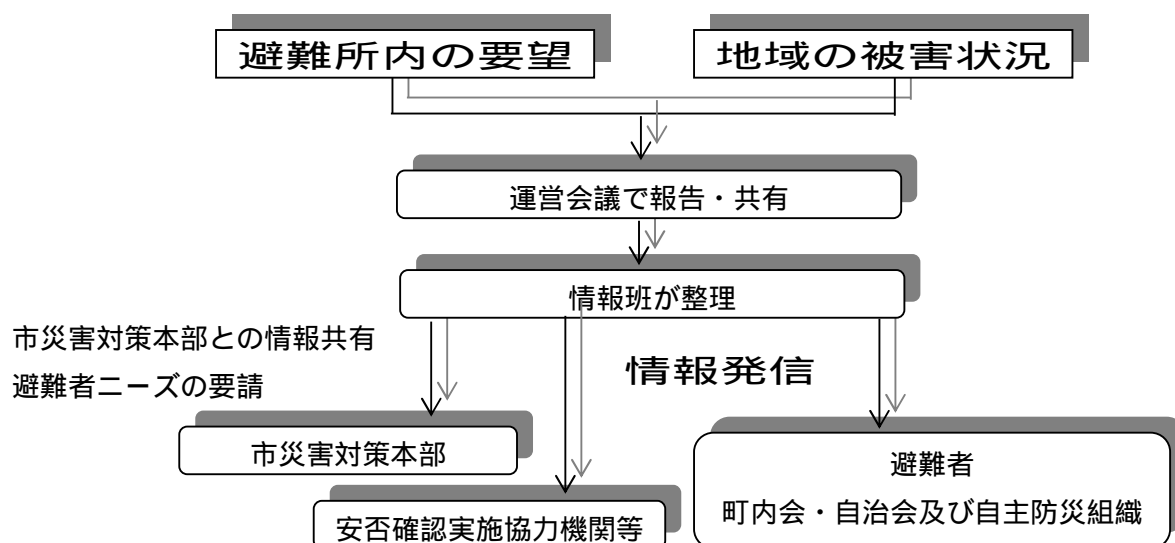 避難所内の要望
地域の被害状況
運営会議で報告・共有
情報班が整理
市災害対策本部との情報共有
避難者ニーズの要請
情報発信
市災害対策本部
避難者
町内会・自治会及び自主防災組織
安否確認実施協力機関等